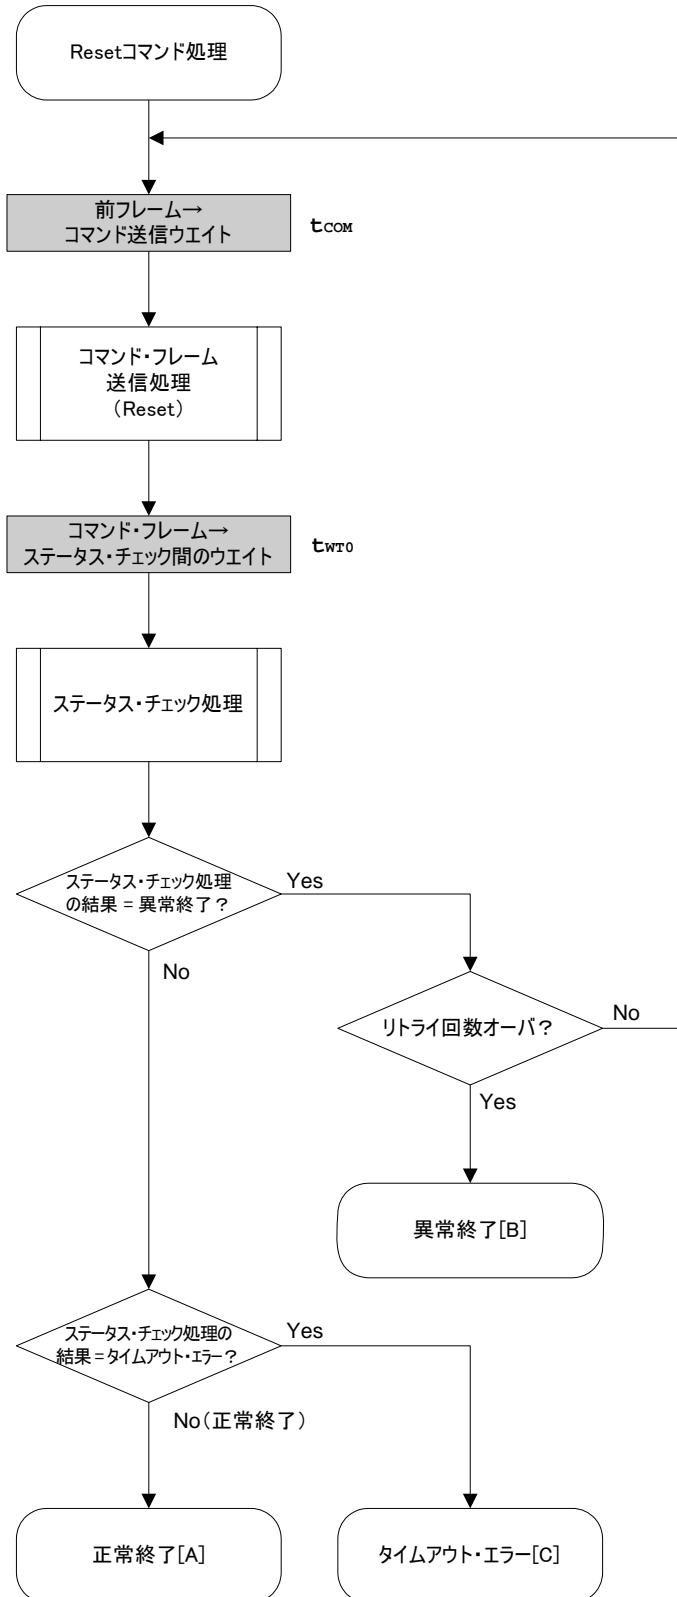 Resetコマンド処理
前フレーム→
コマンド送信ウエイト
tCOM
コマンド・フレーム
送信処理
（Reset）
コマンド・フレーム→
ステータス・チェック間のウエイト
tWT0
ステータス・チェック処理
ステータス・チェック処理
の結果 = 異常終了？
Yes
No
リトライ回数オーバ？
No
Yes
異常終了[B]
ステータス・チェック処理の
結果＝タイムアウト・エラー？
Yes
No（正常終了）
正常終了[A]
タイムアウト・エラー[C]